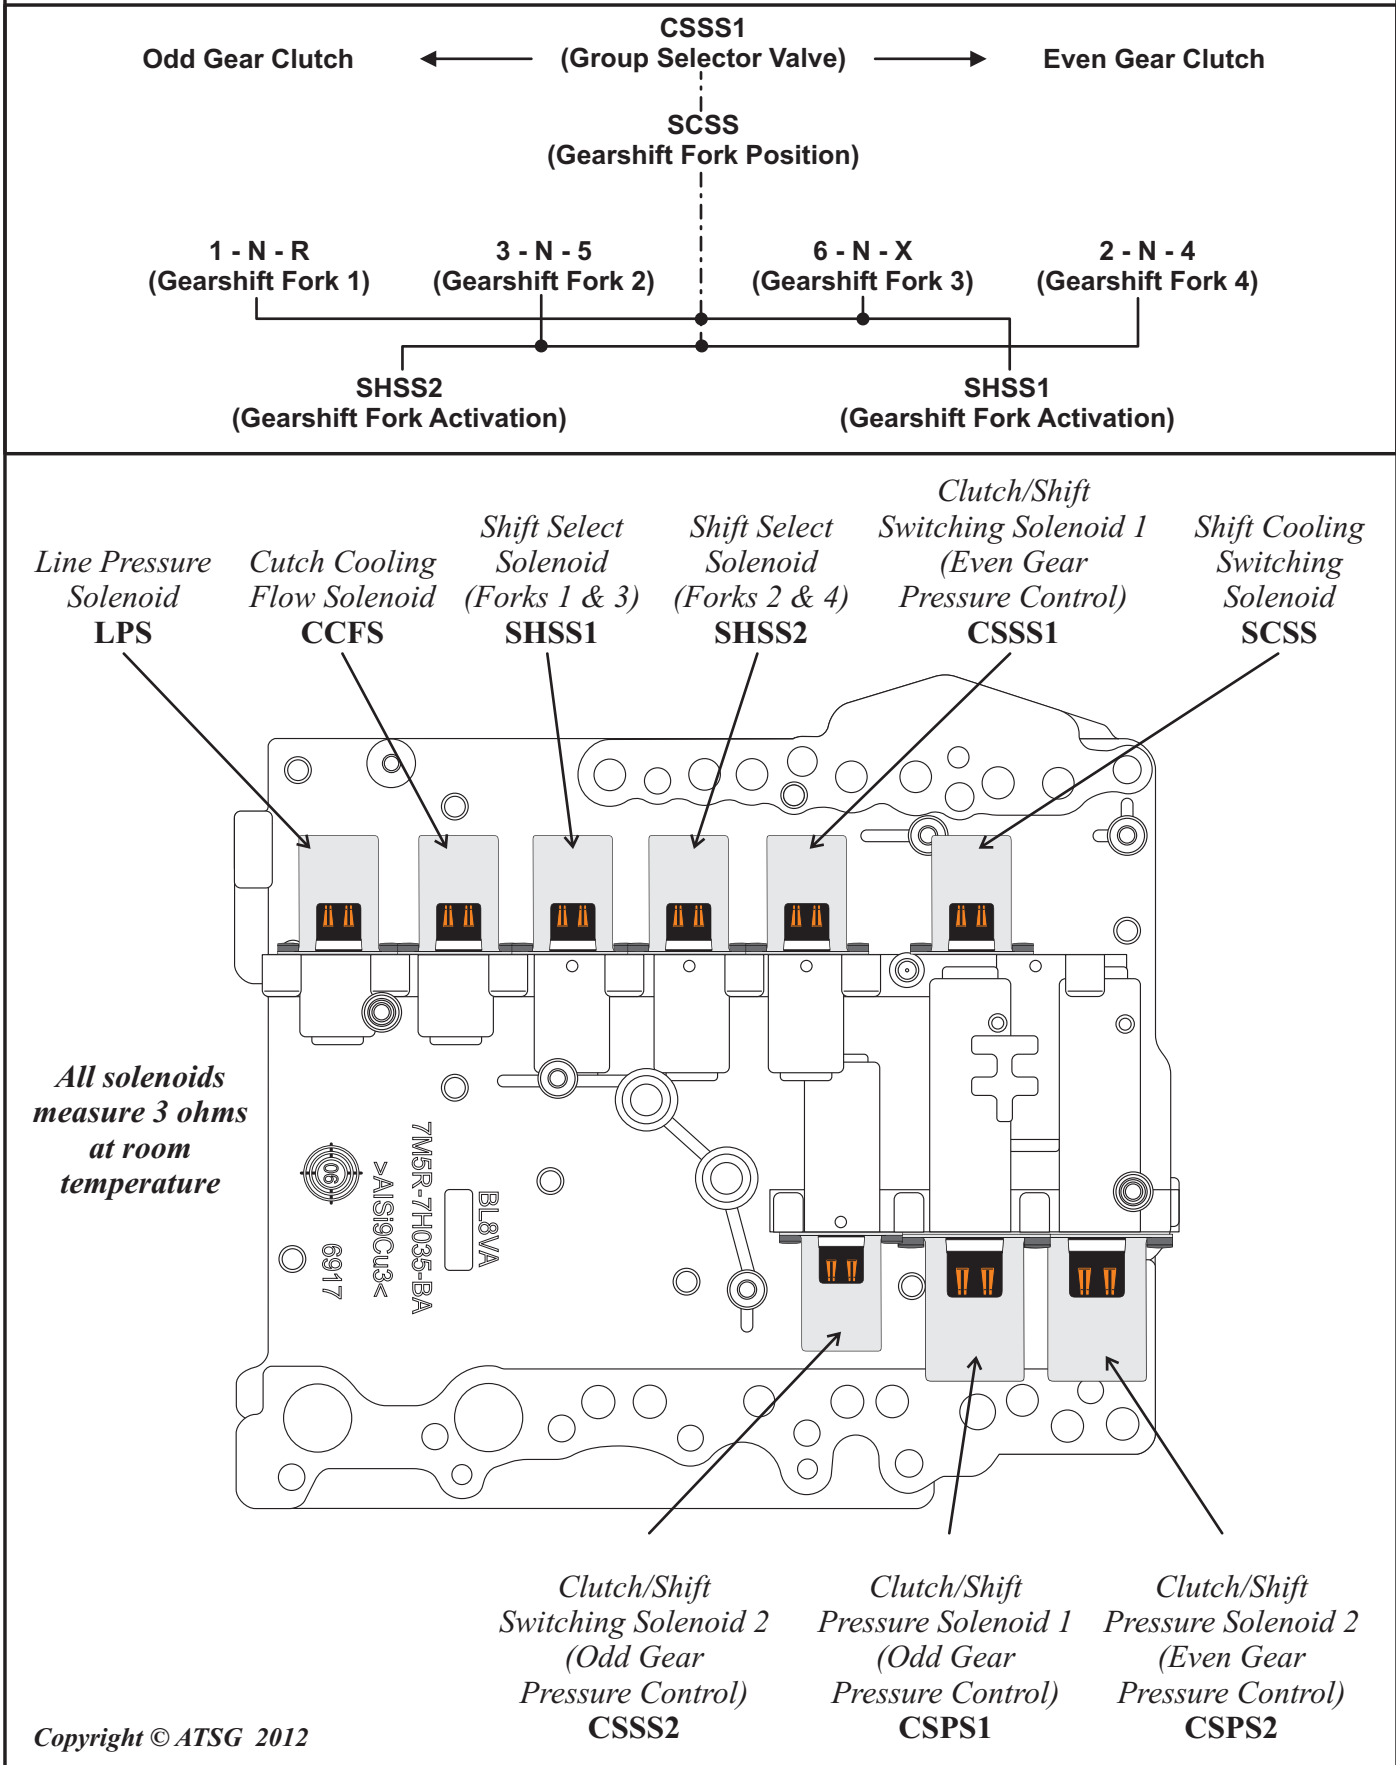 CSSS1
Odd Gear Clutch
(Group Selector Valve)
Even Gear Clutch
SCSS
(Gearshift Fork Position)
1 - N - R
(Gearshift Fork 1)
3 - N - 5
(Gearshift Fork 2)
6 - N - X
(Gearshift Fork 3)
2 - N - 4
(Gearshift Fork 4)
SHSS2
(Gearshift Fork Activation)
SHSS1
(Gearshift Fork Activation)
Line Pressure
Solenoid
LPS
Cutch Cooling
Flow Solenoid
CCFS
Shift Select
Solenoid
(Forks 1 & 3)
SHSS1
Shift Select
Solenoid
(Forks 2 & 4)
SHSS2
Clutch/Shift
Switching Solenoid 1
(Even Gear
Pressure Control)
CSSS1
Shift Cooling
Switching
Solenoid
SCSS
All solenoids
measure 3 ohms
at room
temperature
06
6917
>AlSi9Cu3<
7M5R-7H035-BA
BL8VA
Clutch/Shift
Switching Solenoid 2
(Odd Gear
Pressure Control)
CSSS2
Clutch/Shift
Pressure Solenoid 1
(Odd Gear
Pressure Control)
CSPS1
Clutch/Shift
Pressure Solenoid 2
(Even Gear
Pressure Control)
CSPS2
Copyright © ATSG 2012